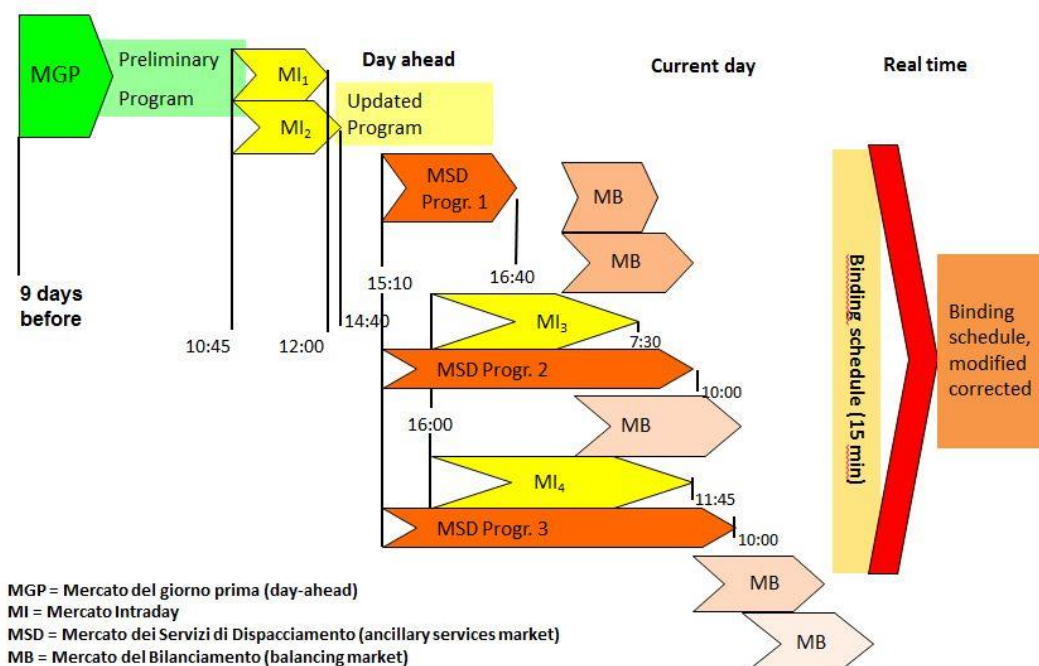 MGP
Preliminary
Program
MI1
MI2
Day ahead
Updated
Program
Current day
Real time
MSD
Progr. 1
MB
MB
9 days
before
10:45
12:00
14:40
15:10
16:40
MI3
7:30
MSD Progr. 2
10:00
16:00
MB
MI4
11:45
MSD Progr. 3
10:00
MB
MB
Binding schedule (15 min)
Binding
schedule,
modified
corrected
MGP = Mercato del giorno prima (day-ahead)
MI = Mercato Intraday
MSD = Mercato dei Servizi di Dispacciamento (ancillary services market)
MB = Mercato del Bilanciamento (balancing market)